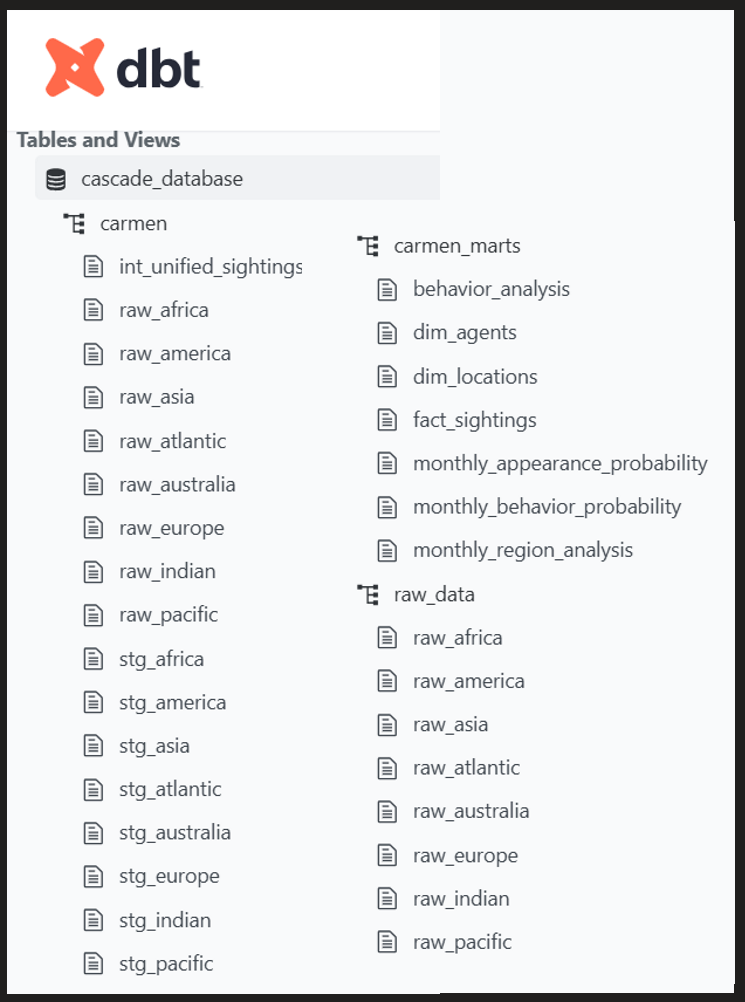 dbt
Tables and Views
cascade_database
carmen
int_unified_sightings
raw_africa
raw_america
raw_asia
raw_atlantic
raw_australia
raw_europe
raw_indian
raw_pacific
stg_africa
stg_america
stg_asia
stg_atlantic
stg_australia
stg_europe
stg_indian
stg_pacific
carmen_marts
behavior_analysis
dim_agents
dim_locations
fact_sightings
monthly_appearance_probability
monthly_behavior_probability
monthly_region_analysis
raw_data
raw_africa
raw_america
raw_asia
raw_atlantic
raw_australia
raw_europe
raw_indian
raw_pacific